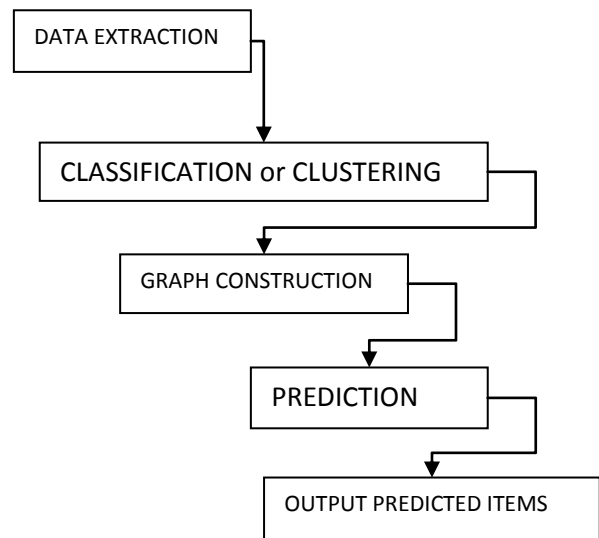 DATA EXTRACTION
CLASSIFICATION or CLUSTERING
GRAPH CONSTRUCTION
PREDICTION
OUTPUT PREDICTED ITEMS